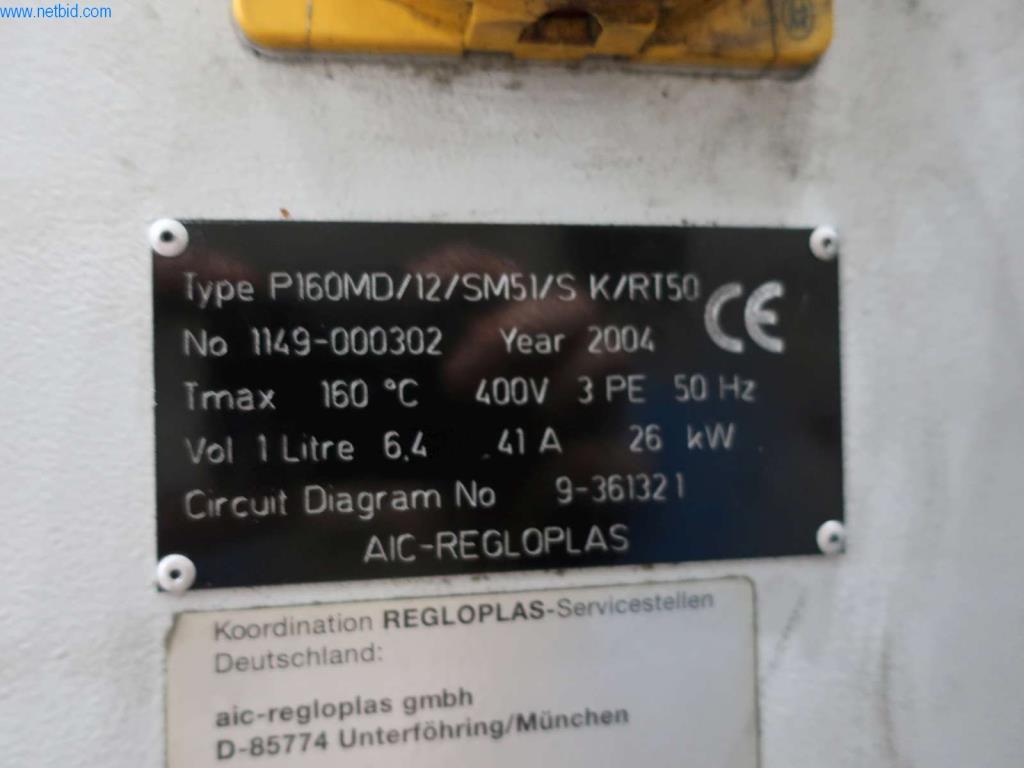 www.netbid.com
Type P160MD/12/SM51/S K/RT50 CE
No 1149-000302 Year 2004
Tmax 160 °C 400V 3 PE 50 Hz
Vol 1 Litre 6,4 41 A 26 kW
Circuit Diagram No 9-361321
AIC-REGLOPLAS
Koordination REGLOPLAS-Servicestellen
Deutschland:
aic-regloplas gmbh
D-85774 Unterföhring/München